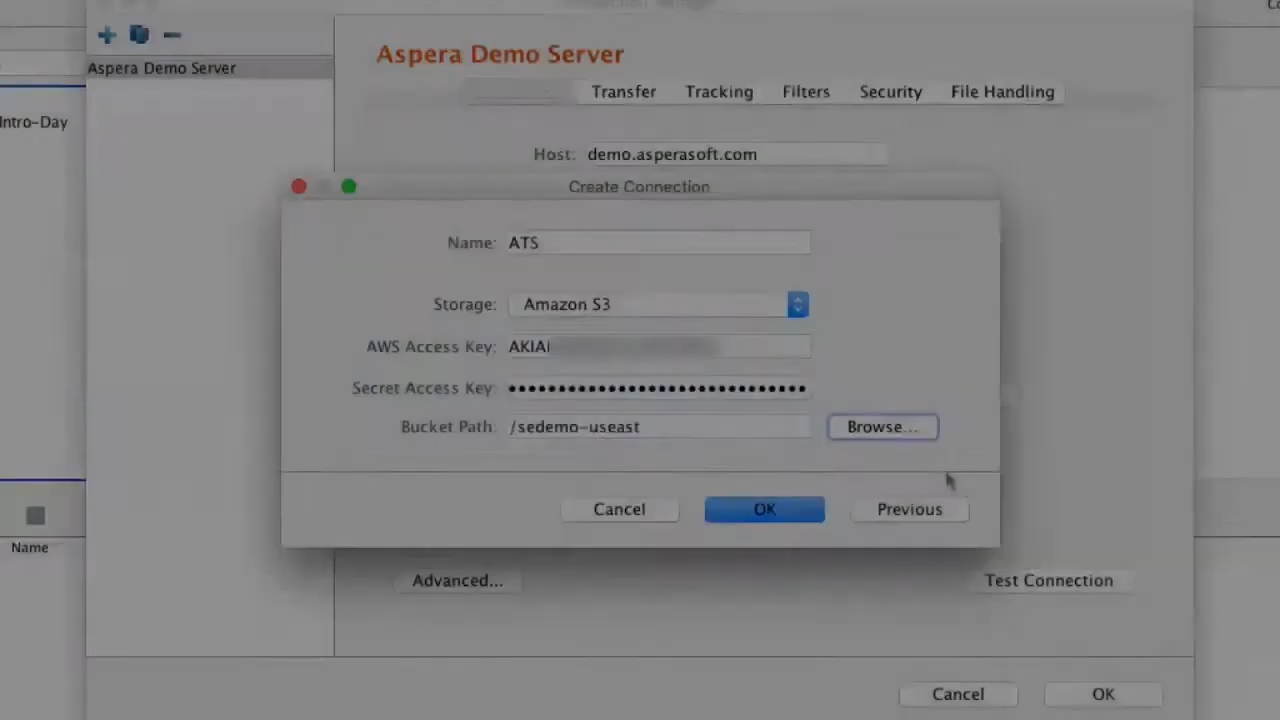 Aspera Demo Server
Aspera Demo Server
Transfer Tracking Filters Security File Handling
Intro-Day
Host: demo.asperasoft.com
Create Connection
Name: ATS
Storage: Amazon S3
AWS Access Key: AKIAI
Secret Access Key: ••••••••••••••••••••••••••••••
Bucket Path: /sedemo-useast Browse...
Cancel OK Previous
Name
Advanced... Test Connection
Cancel OK